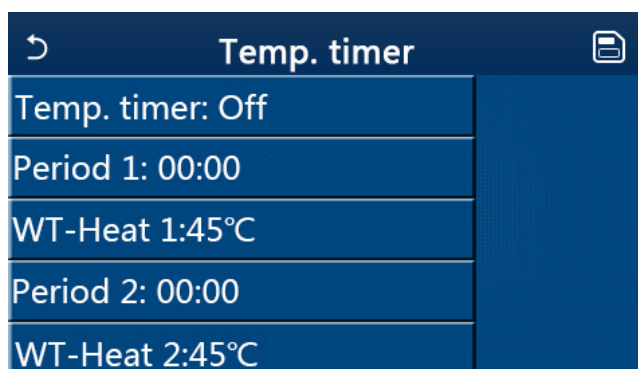 Temp. timer
Temp. timer: Off
Period 1: 00:00
WT-Heat 1:45℃
Period 2: 00:00
WT-Heat 2:45℃